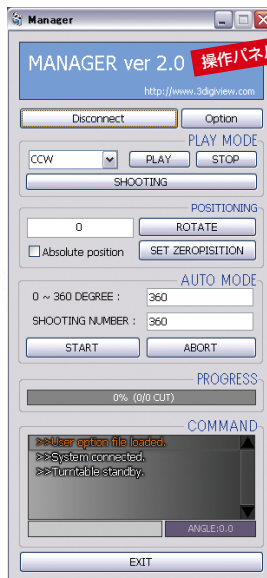 Manager
MANAGER ver 2.0
操作パネル
http://www.3digiview.com
Disconnect
Option
PLAY MODE
CCW
PLAY
STOP
SHOOTING
POSITIONING
0
ROTATE
Absolute position
SET ZEROPISITION
AUTO MODE
0 ~ 360 DEGREE :
360
SHOOTING NUMBER :
360
START
ABORT
PROGRESS
0% (0/0 CUT)
COMMAND
>>User option file loaded.
>>System connected.
>>Turntable standby.
ANGLE:0.0
EXIT